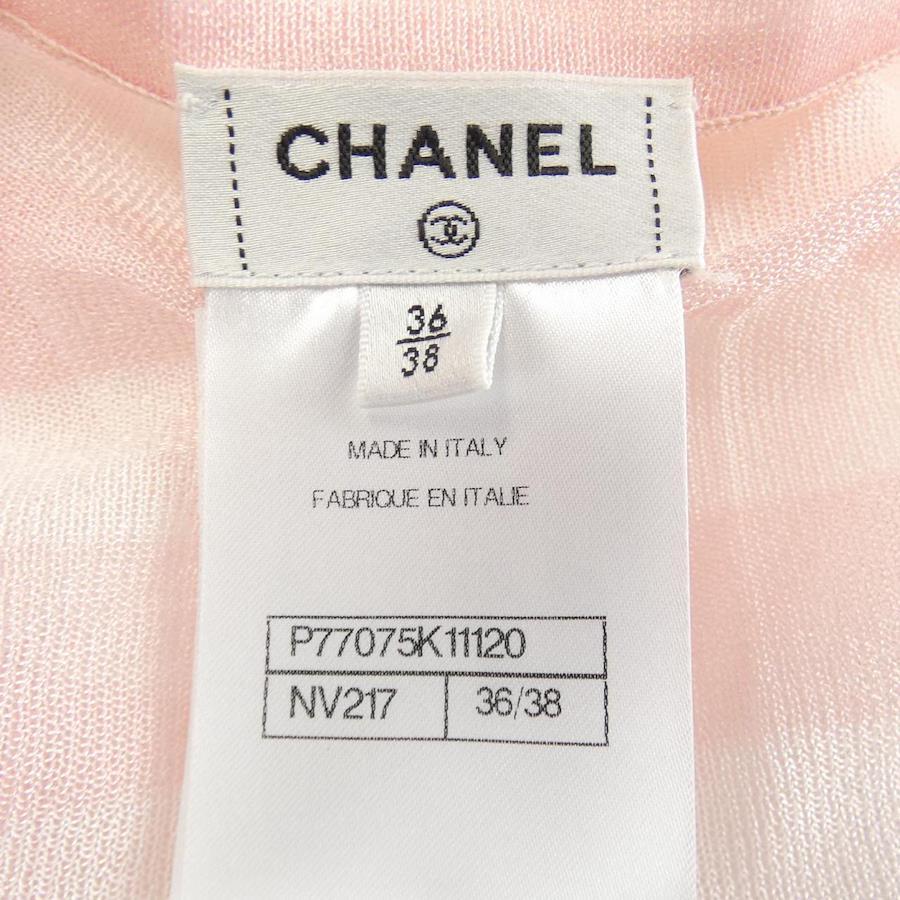 CHANEL
36
38
MADE IN ITALY
FABRIQUE EN ITALIE
P77075K11120
NV217 36/38